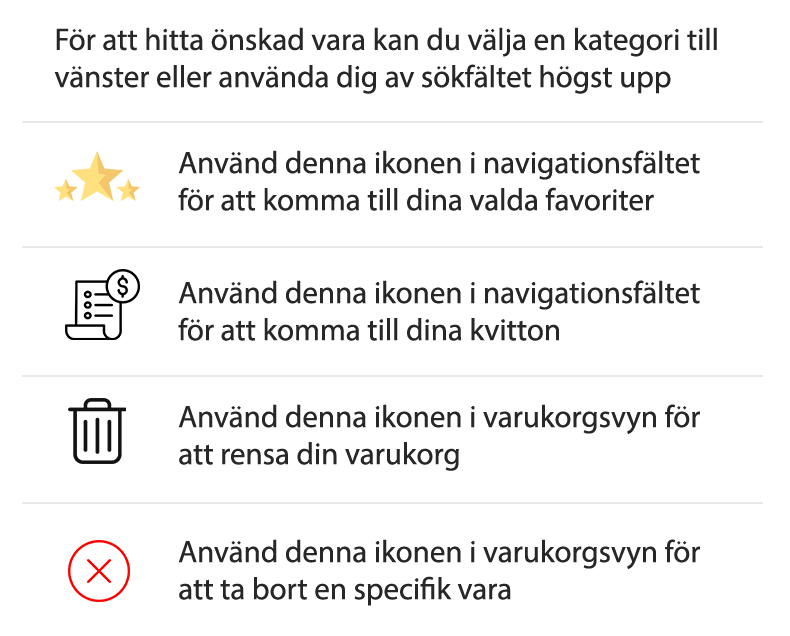 För att hitta önskad vara kan du välja en kategori till
vänster eller använda dig av sökfältet högst upp
Använd denna ikonen i navigationsfältet
för att komma till dina valda favoriter
$
Använd denna ikonen i navigationsfältet
för att komma till dina kvitton
Använd denna ikonen i varukorgsvyn för
att rensa din varukorg
Använd denna ikonen i varukorgsvyn för
att ta bort en specifik vara